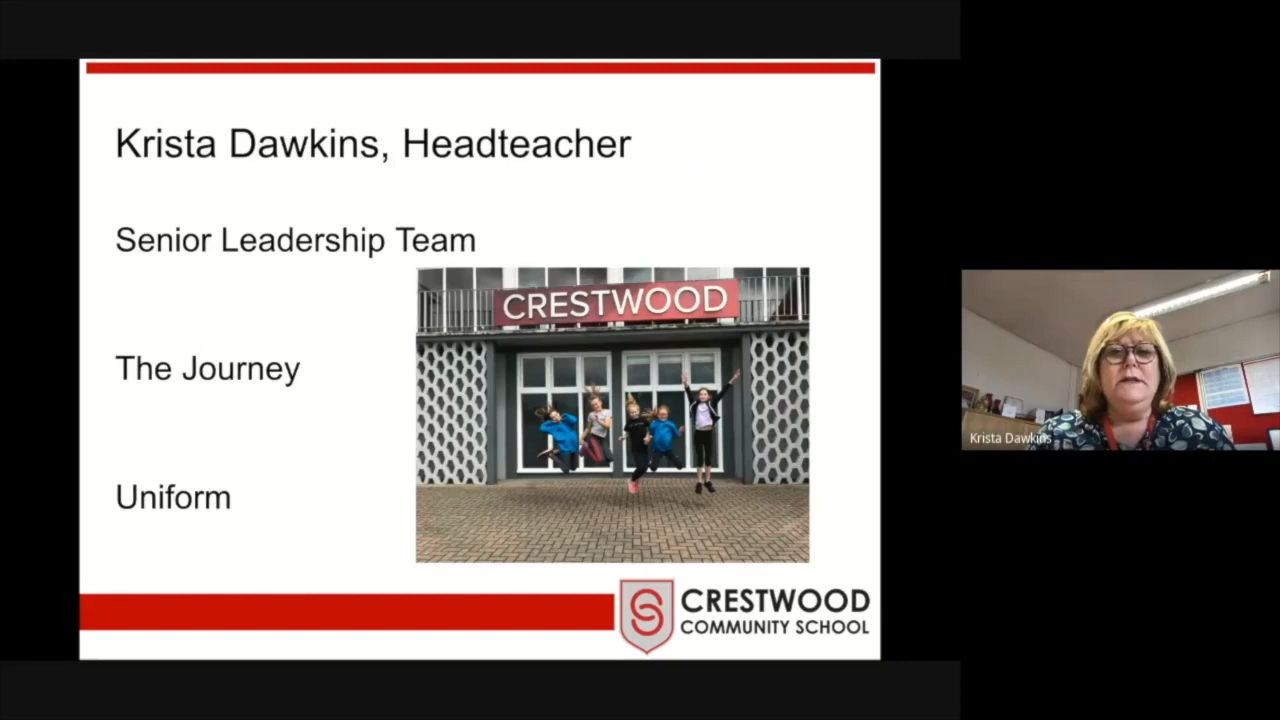 Krista Dawkins, Headteacher
Senior Leadership Team
CRESTWOOD
The Journey
Uniform
CRESTWOOD
COMMUNITY SCHOOL
Krista Dawkins